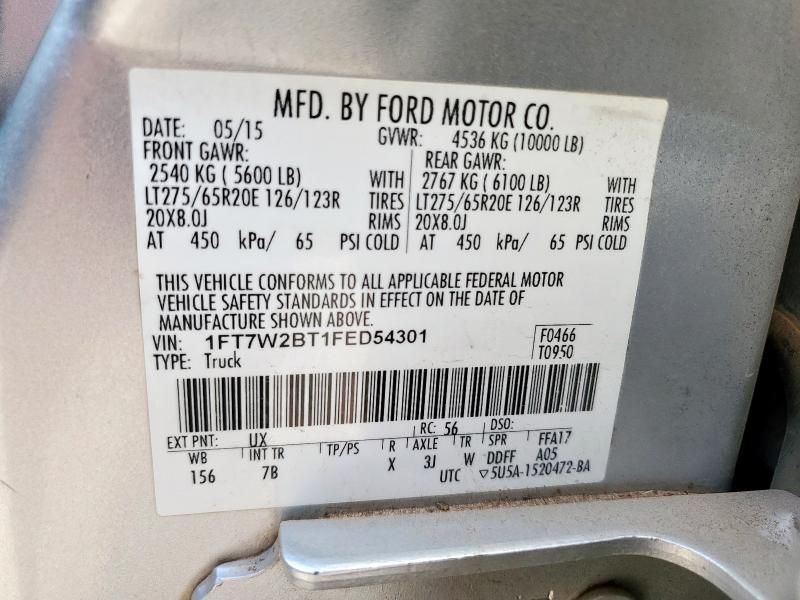 MFD. BY FORD MOTOR CO.
DATE: 05/15 GVWR: 4536 KG (10000 LB)
FRONT GAWR: REAR GAWR:
2540 KG ( 5600 LB) WITH 2767 KG ( 6100 LB) WITH
LT275/65R20E 126/123R TIRES LT275/65R20E 126/123R TIRES
20X8.0J RIMS 20X8.0J RIMS
AT 450 kPa/ 65 PSI COLD AT 450 kPa/ 65 PSI COLD
THIS VEHICLE CONFORMS TO ALL APPLICABLE FEDERAL MOTOR
VEHICLE SAFETY STANDARDS IN EFFECT ON THE DATE OF
MANUFACTURE SHOWN ABOVE.
VIN: 1FT7W2BT1FED54301 F0466
TYPE: Truck T0950
EXT PNT: UX RC: 56 DSO:
WB INT TR TP/PS R AXLE TR SPR FFA17
156 7B X 3J W DDFF A05
UTC ▽5U5A-1520472-BA